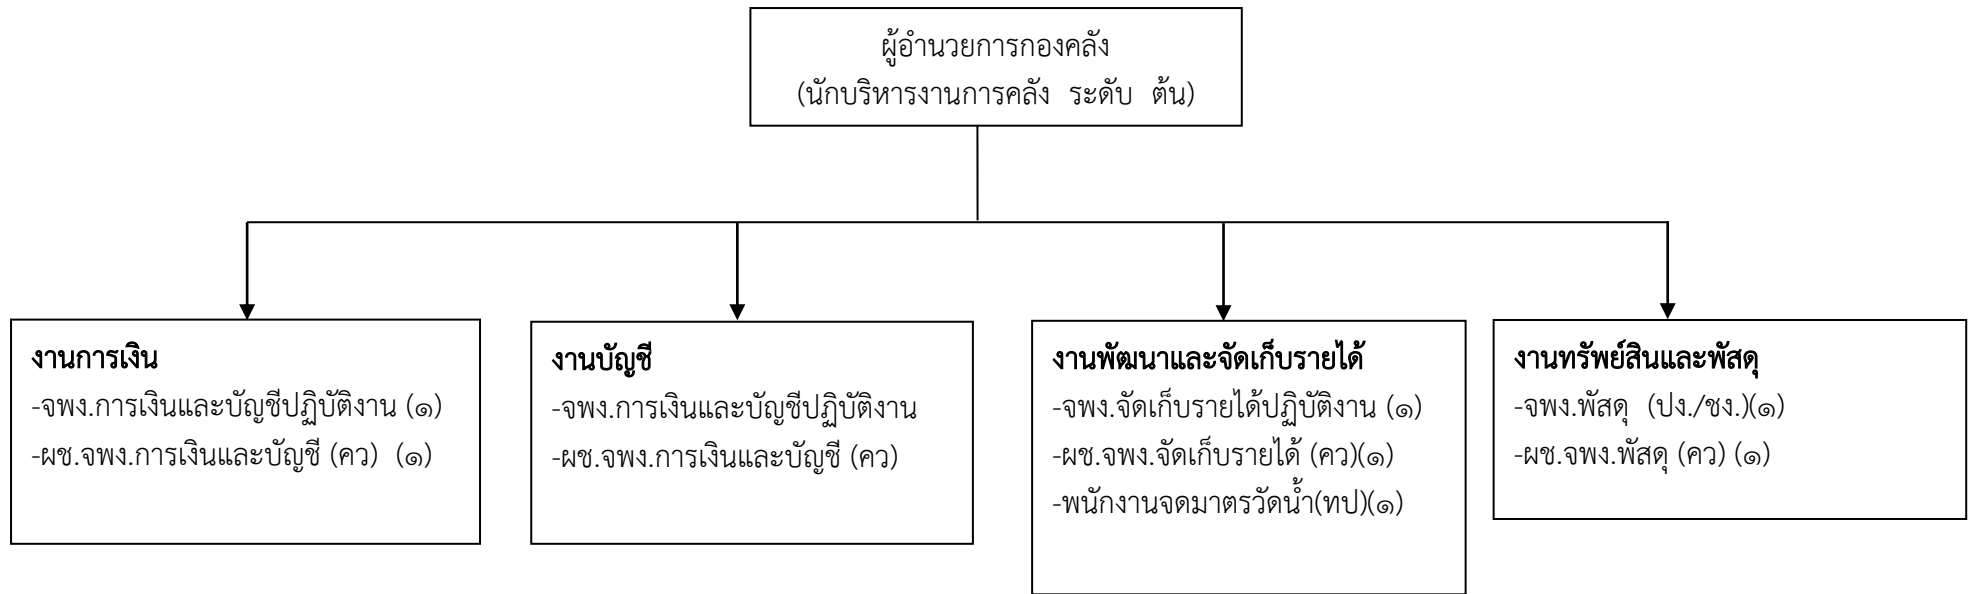 ผู้อำนวยการกองคลัง
(นักบริหารงานการคลัง ระดับ ต้น)
งานการเงิน
-จพง.การเงินและบัญชีปฏิบัติงาน (๑)
-ผช.จพง.การเงินและบัญชี (คว) (๑)
งานบัญชี
-จพง.การเงินและบัญชีปฏิบัติงาน
-ผช.จพง.การเงินและบัญชี (คว)
งานพัฒนาและจัดเก็บรายได้
-จพง.จัดเก็บรายได้ปฏิบัติงาน (๑)
-ผช.จพง.จัดเก็บรายได้ (คว)(๑)
-พนักงานจดมาตรวัดน้ำ(ทป)(๑)
งานทรัพย์สินและพัสดุ
-จพง.พัสดุ (ปง./ชง.)(๑)
-ผช.จพง.พัสดุ (คว) (๑)